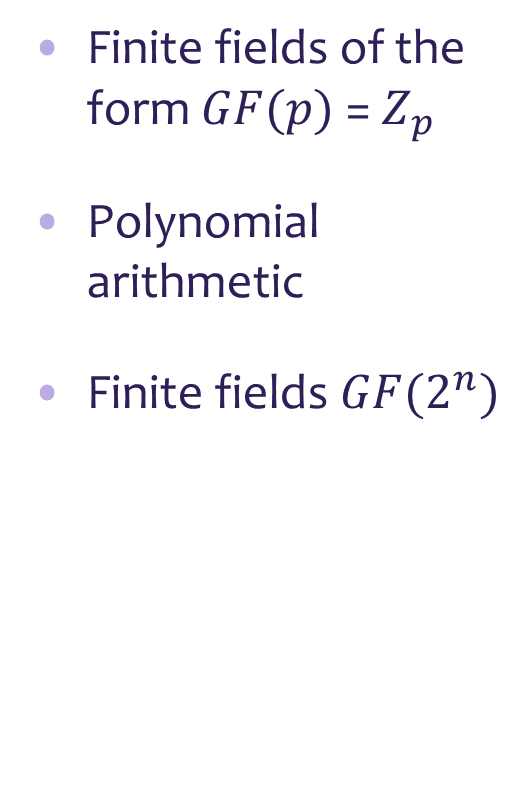 • Finite fields of the
form 𝐺𝐹(𝑝) = 𝑍ₚ
• Polynomial
arithmetic
• Finite fields 𝐺𝐹(2ⁿ)